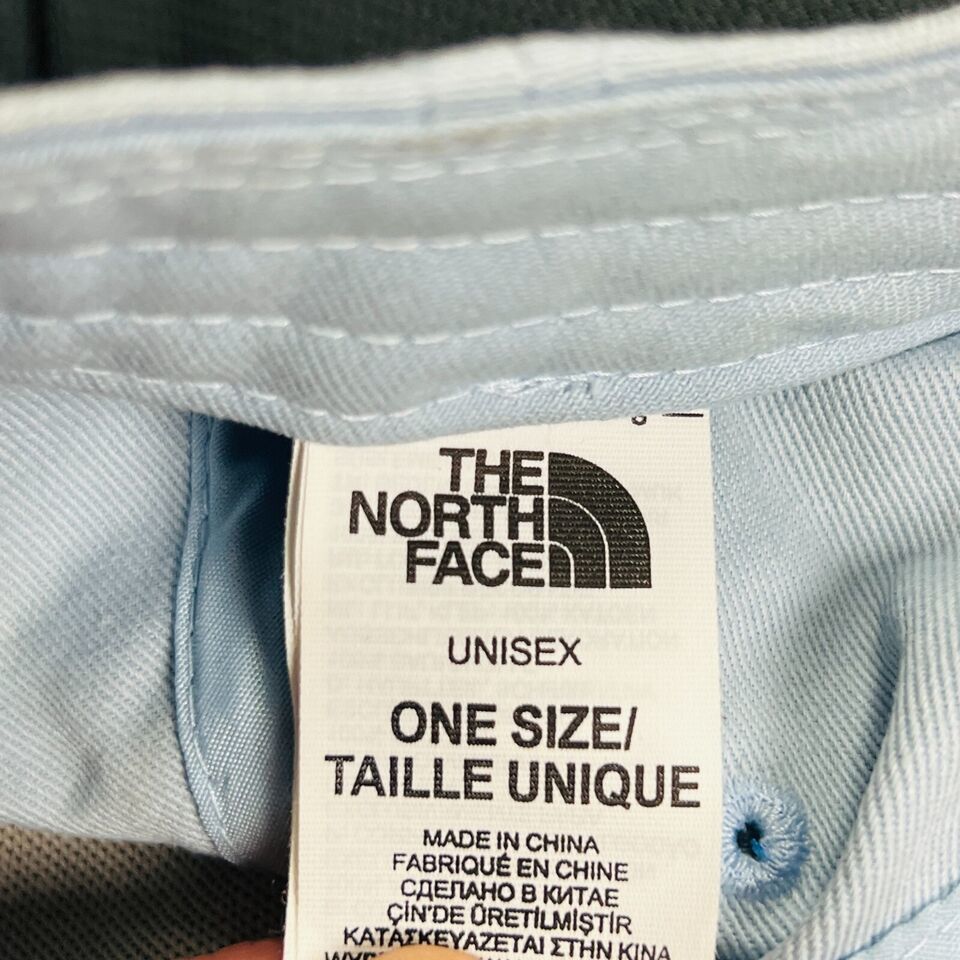 THE
NORTH
FACE
UNISEX
ONE SIZE/
TAILLE UNIQUE
MADE IN CHINA
FABRIQUÉ EN CHINE
СДЕЛАНО В КИТАЕ
ÇİN'DE ÜRETİLMİŞTİR
ΚΑΤΑΣΚΕΥΑΖΕΤΑΙ ΣΤΗΝ ΚΙΝΑ